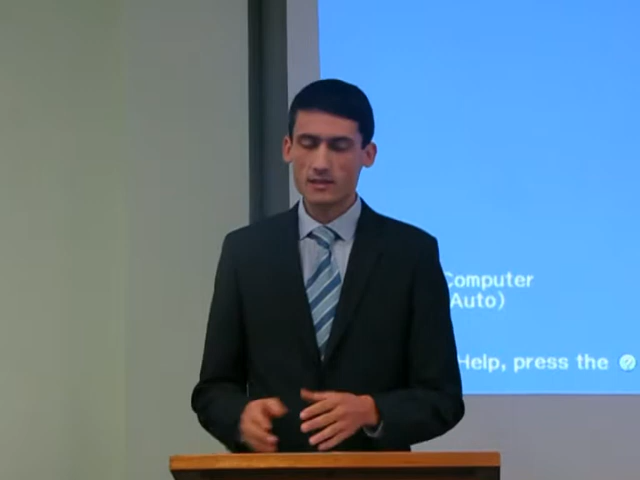 Computer
(Auto)
Help, press the